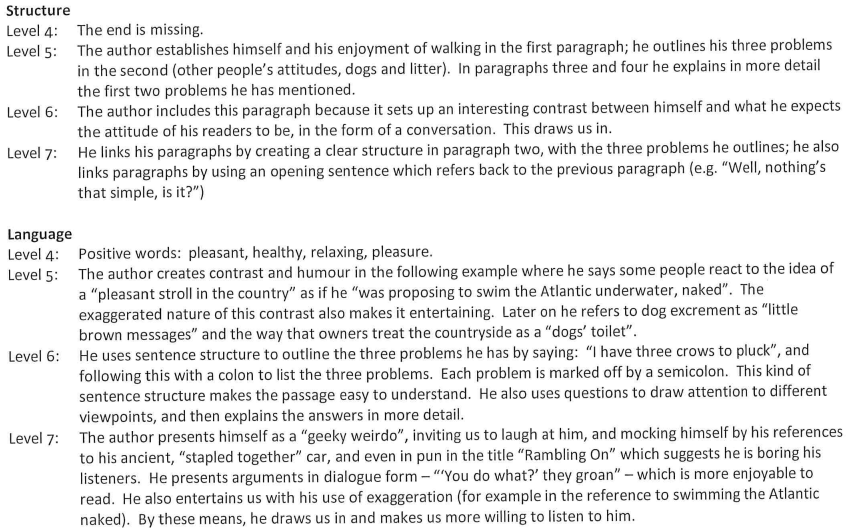 Structure
Level 4: The end is missing.
Level 5: The author establishes himself and his enjoyment of walking in the first paragraph; he outlines his three problems
in the second (other people's attitudes, dogs and litter). In paragraphs three and four he explains in more detail
the first two problems he has mentioned.
Level 6: The author includes this paragraph because it sets up an interesting contrast between himself and what he expects
the attitude of his readers to be, in the form of a conversation. This draws us in.
Level 7: He links his paragraphs by creating a clear structure in paragraph two, with the three problems he outlines; he also
links paragraphs by using an opening sentence which refers back to the previous paragraph (e.g. "Well, nothing's
that simple, is it?")
Language
Level 4: Positive words: pleasant, healthy, relaxing, pleasure.
Level 5: The author creates contrast and humour in the following example where he says some people react to the idea of
a "pleasant stroll in the country" as if he "was proposing to swim the Atlantic underwater, naked". The
exaggerated nature of this contrast also makes it entertaining. Later on he refers to dog excrement as "little
brown messages" and the way that owners treat the countryside as a "dogs' toilet".
Level 6: He uses sentence structure to outline the three problems he has by saying: "I have three crows to pluck", and
following this with a colon to list the three problems. Each problem is marked off by a semicolon. This kind of
sentence structure makes the passage easy to understand. He also uses questions to draw attention to different
viewpoints, and then explains the answers in more detail.
Level 7: The author presents himself as a "geeky weirdo", inviting us to laugh at him, and mocking himself by his references
to his ancient, "stapled together" car, and even in pun in the title "Rambling On" which suggests he is boring his
listeners. He presents arguments in dialogue form – "'You do what?' they groan" – which is more enjoyable to
read. He also entertains us with his use of exaggeration (for example in the reference to swimming the Atlantic
naked). By these means, he draws us in and makes us more willing to listen to him.